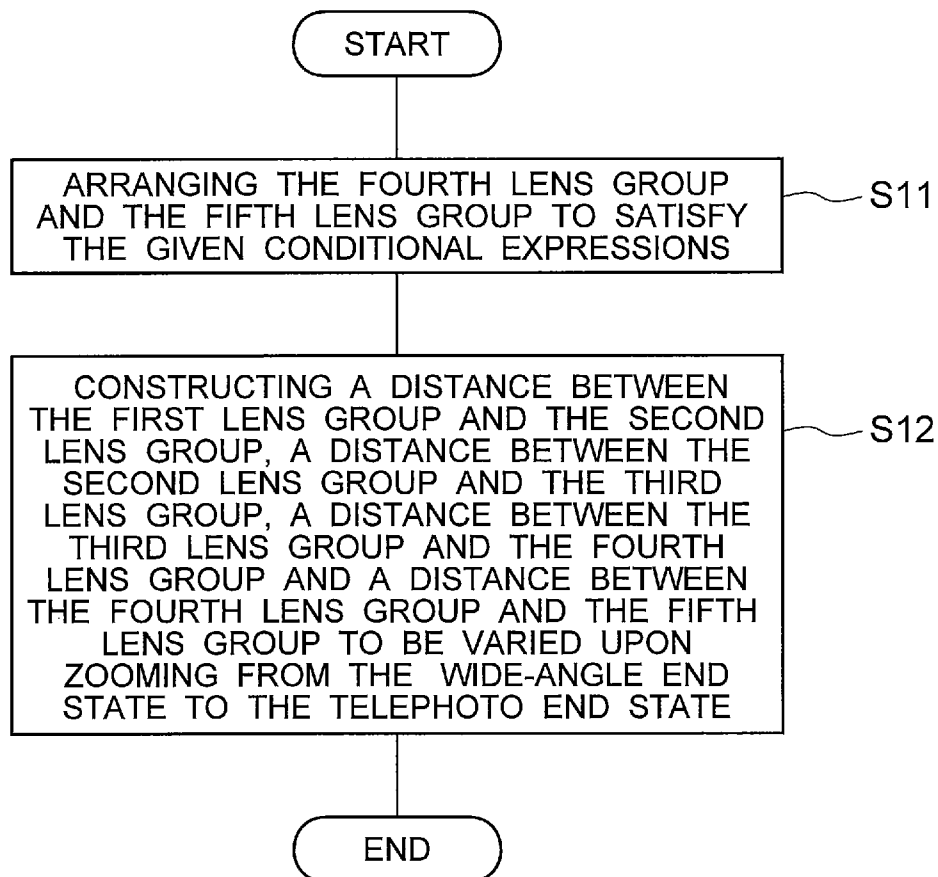 START
ARRANGING THE FOURTH LENS GROUP
AND THE FIFTH LENS GROUP TO SATISFY
THE GIVEN CONDITIONAL EXPRESSIONS
S11
CONSTRUCTING A DISTANCE BETWEEN
THE FIRST LENS GROUP AND THE SECOND
LENS GROUP, A DISTANCE BETWEEN THE
SECOND LENS GROUP AND THE THIRD
LENS GROUP, A DISTANCE BETWEEN THE
THIRD LENS GROUP AND THE FOURTH
LENS GROUP AND A DISTANCE BETWEEN
THE FOURTH LENS GROUP AND THE FIFTH
LENS GROUP TO BE VARIED UPON
ZOOMING FROM THE WIDE-ANGLE END
STATE TO THE TELEPHOTO END STATE
S12
END